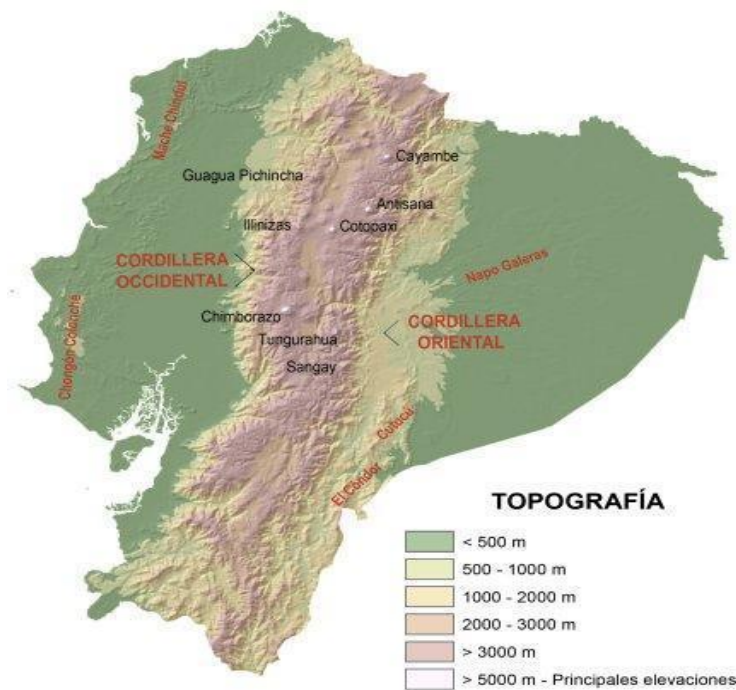 Mache Chindul
Cayambe
Guagua Pichincha
Antisana
Illinizas
Cotopaxi
CORDILLERA
OCCIDENTAL
Napo Galeras
Chimborazo
CORDILLERA
ORIENTAL
Tungurahua
Chongón Colonche
Sangay
Cutucú
El Cóndor
TOPOGRAFÍA
< 500 m
500 - 1000 m
1000 - 2000 m
2000 - 3000 m
> 3000 m
> 5000 m - Principales elevaciones